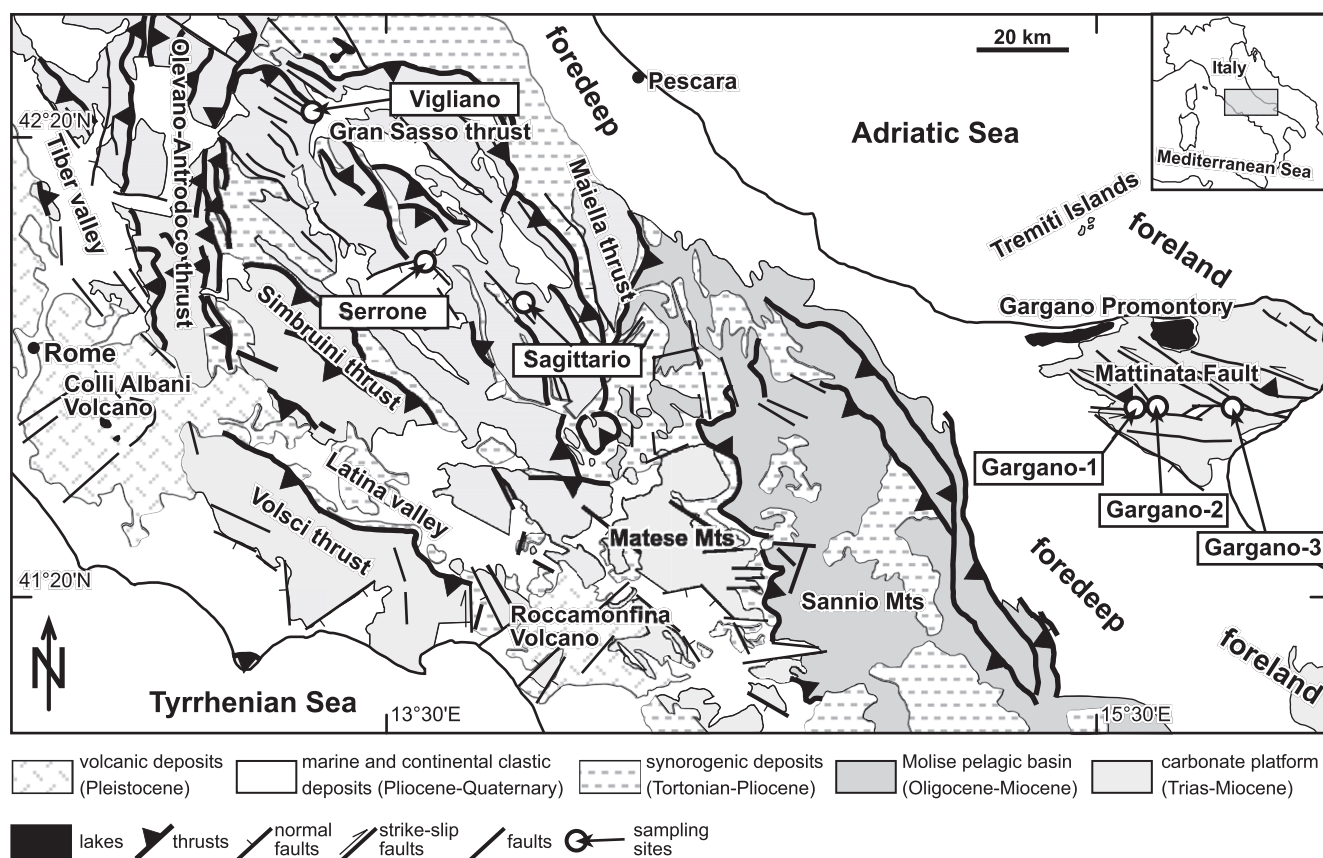 20 km
foredeep
Pescara
Italy
Adriatic Sea
Mediterranean Sea
Olevano-Antrodoco thrust
Vigliano
42°20'N
Gran Sasso thrust
Tiber valley
Maiella thrust
Tremiti Islands
foreland
Serrone
Simbruini thrust
Gargano Promontory
Rome
Sagittario
Mattinata Fault
Colli Albani
Volcano
Gargano-1
Latina valley
Gargano-2
Volsci thrust
Matese Mts
Gargano-3
foredeep
41°20'N
Sannio Mts
Roccamonfina
Volcano
N
foreland
Tyrrhenian Sea
13°30'E
15°30'E
volcanic deposits
(Pleistocene)
marine and continental clastic
deposits (Pliocene-Quaternary)
synorogenic deposits
(Tortonian-Pliocene)
Molise pelagic basin
(Oligocene-Miocene)
carbonate platform
(Trias-Miocene)
lakes
thrusts
normal
faults
strike-slip
faults
faults
sampling
sites